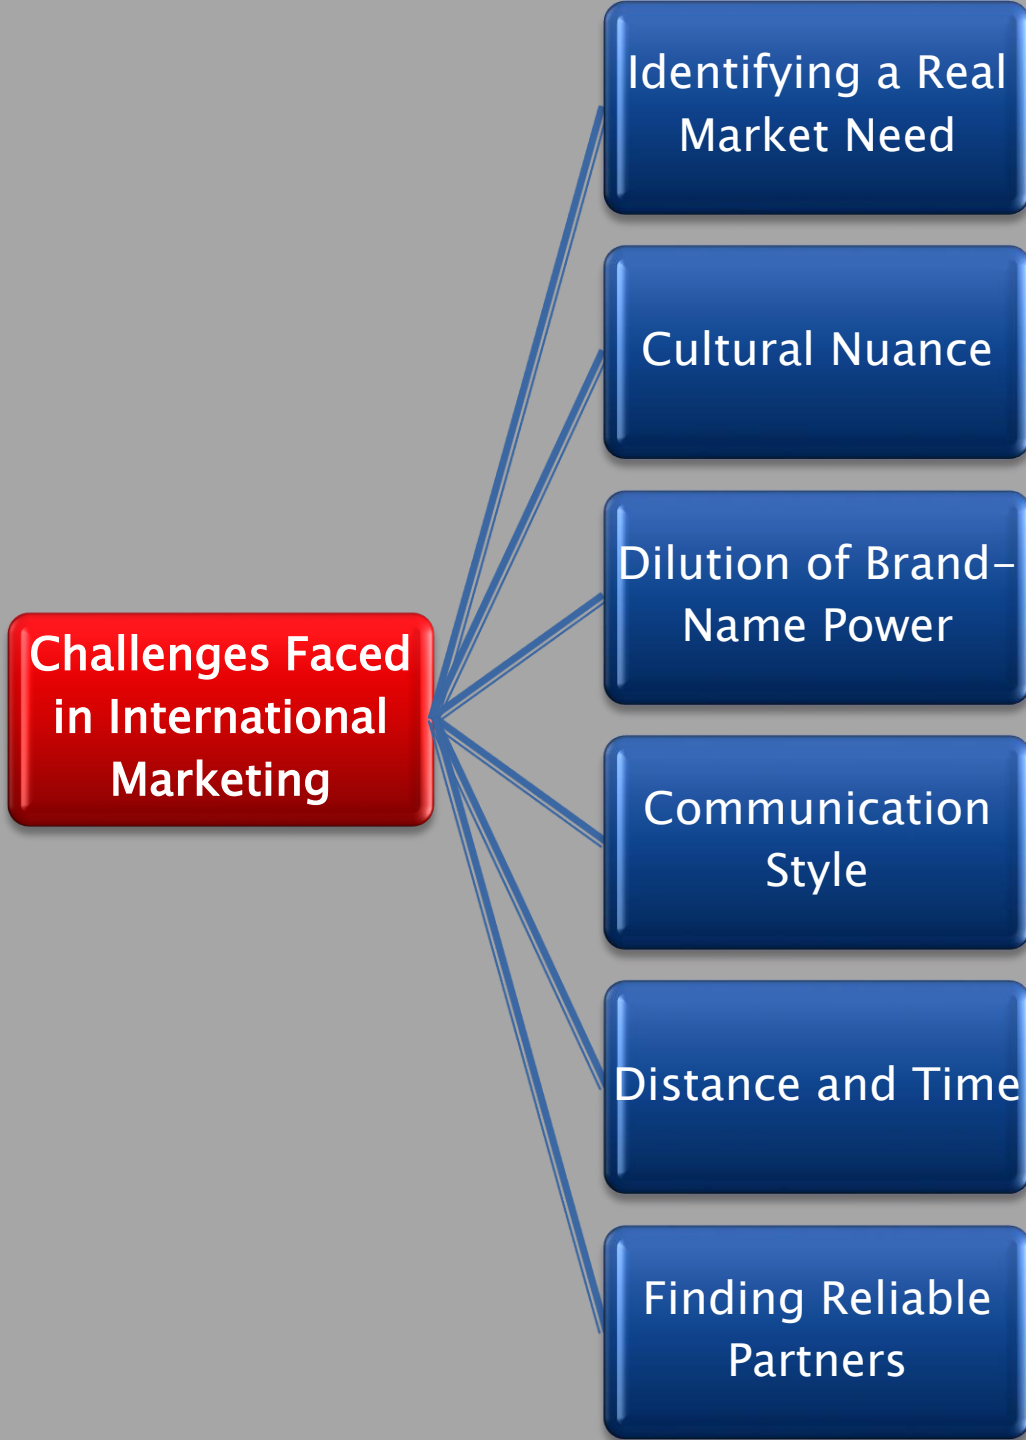 Identifying a Real
Market Need
Cultural Nuance
Dilution of Brand-
Name Power
Challenges Faced
in International
Marketing
Communication
Style
Distance and Time
Finding Reliable
Partners